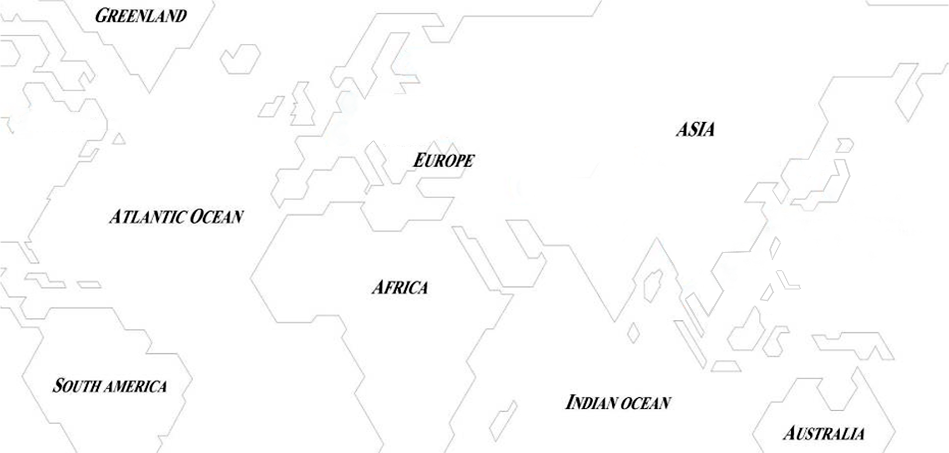 GREENLAND
ASIA
EUROPE
ATLANTIC OCEAN
AFRICA
SOUTH AMERICA
INDIAN OCEAN
AUSTRALIA